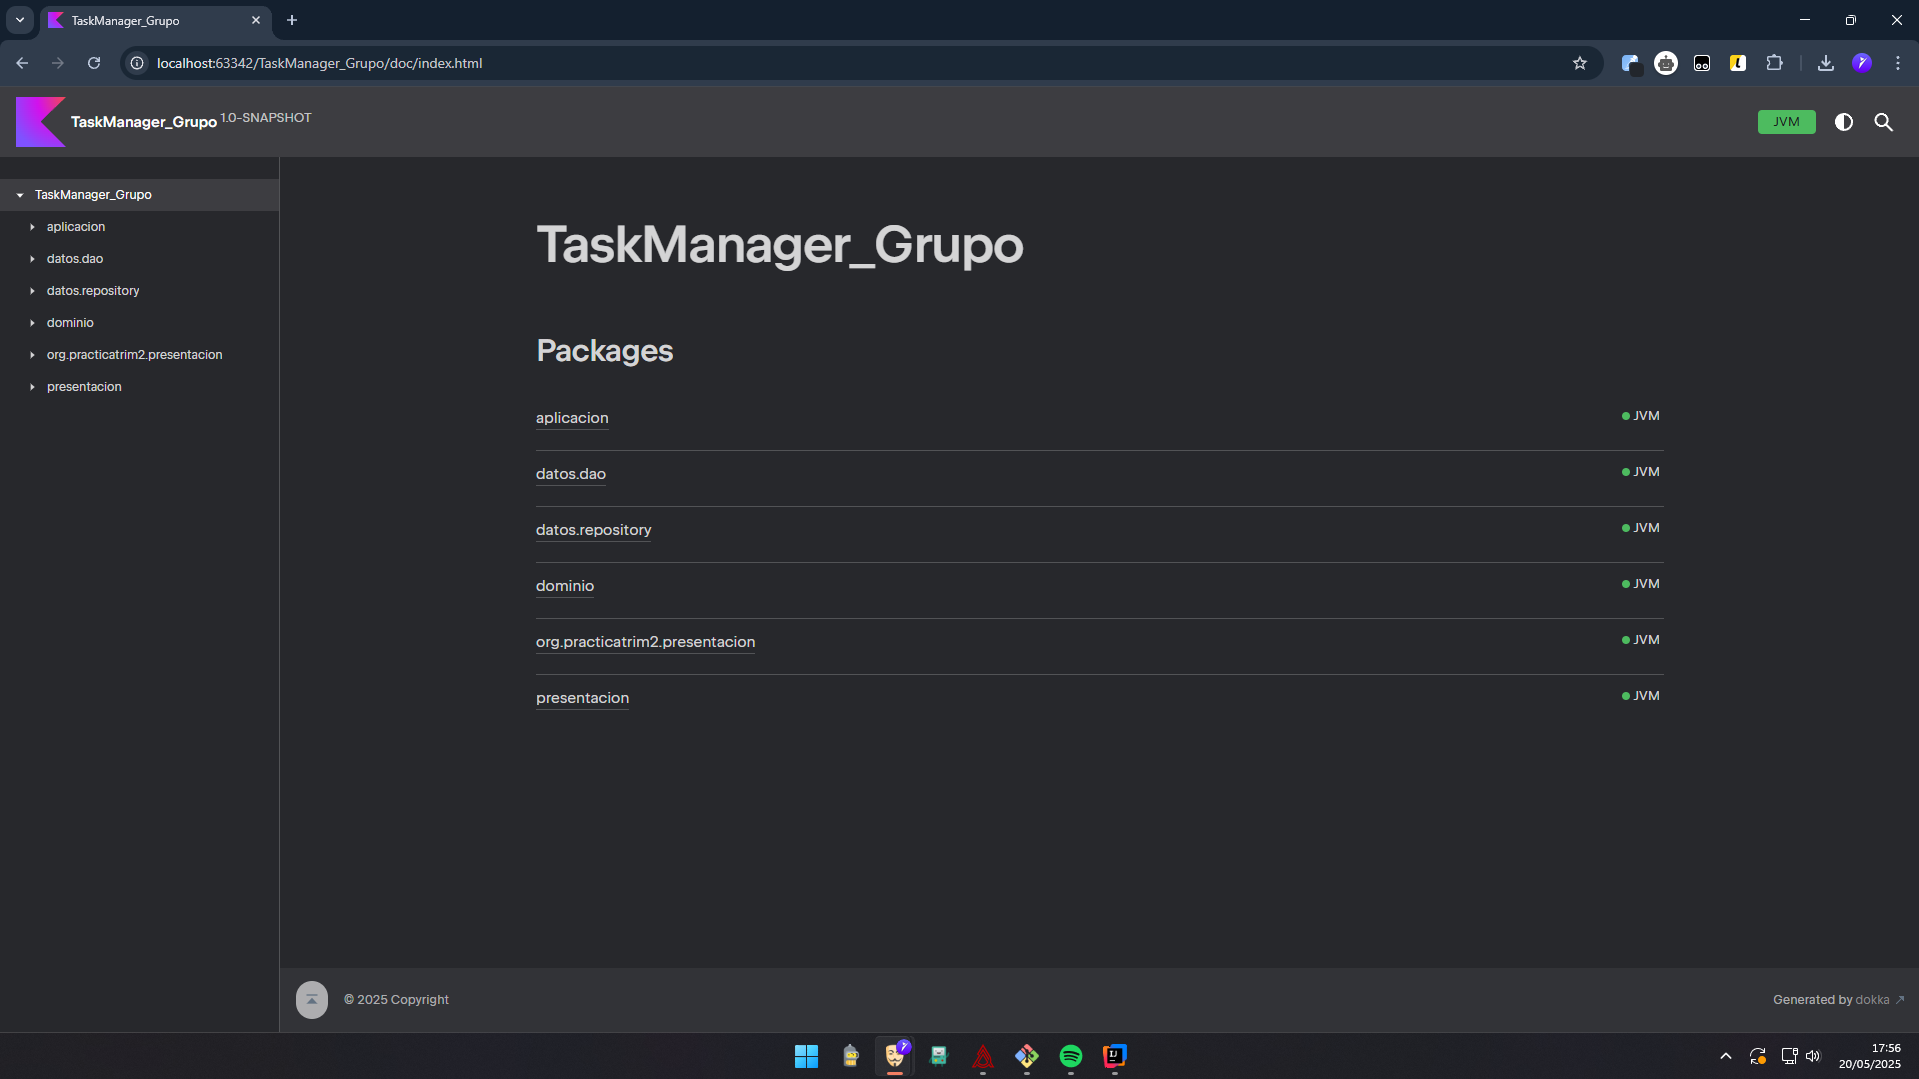 TaskManager_Grupo
localhost:63342/TaskManager_Grupo/doc/index.html
TaskManager_Grupo 1.0-SNAPSHOT
JVM
TaskManager_Grupo
aplicacion
datos.dao
datos.repository
dominio
org.practicatrim2.presentacion
presentacion
TaskManager_Grupo
Packages
aplicacion JVM
datos.dao JVM
datos.repository JVM
dominio JVM
org.practicatrim2.presentacion JVM
presentacion JVM
© 2025 Copyright
Generated by dokka
17:56
20/05/2025